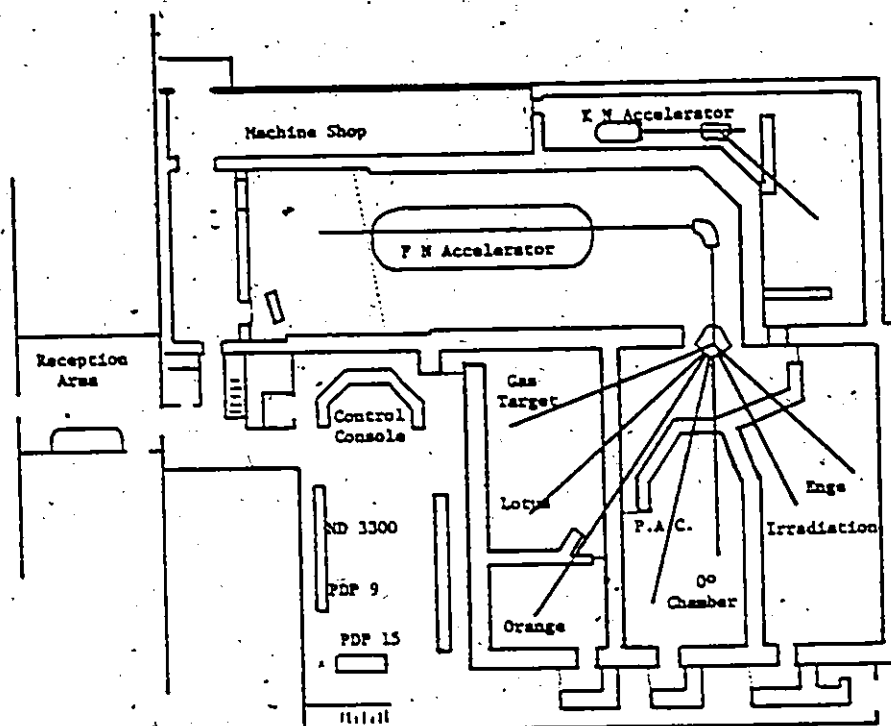 K N Accelerator
Machine Shop
F N Accelerator
Reception
Area
Gas
Target
Control
Console
Lotus
Enge
ND 3300
P.A.C.
Irradiation
PDP 9
0°
Chamber
Orange
PDP 15